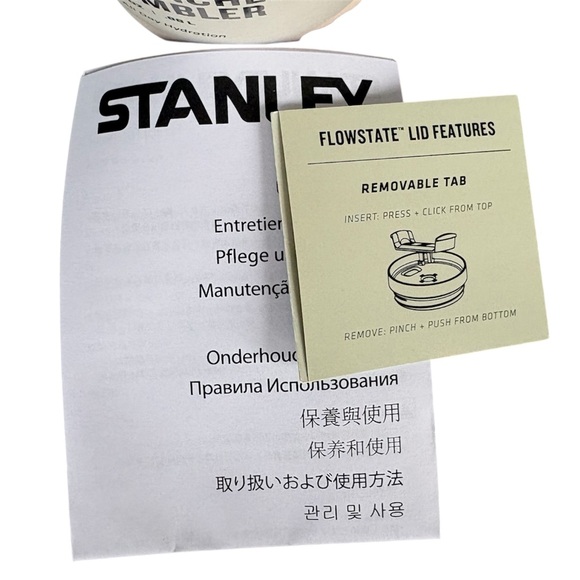 MBLER
Hydration
STANLEY
FLOWSTATE™ LID FEATURES
REMOVABLE TAB
INSERT: PRESS + CLICK FROM TOP
REMOVE: PINCH + PUSH FROM BOTTOM
Правила Использования
保養與使用
保养和使用
取り扱いおよび使用方法
관리 및 사용